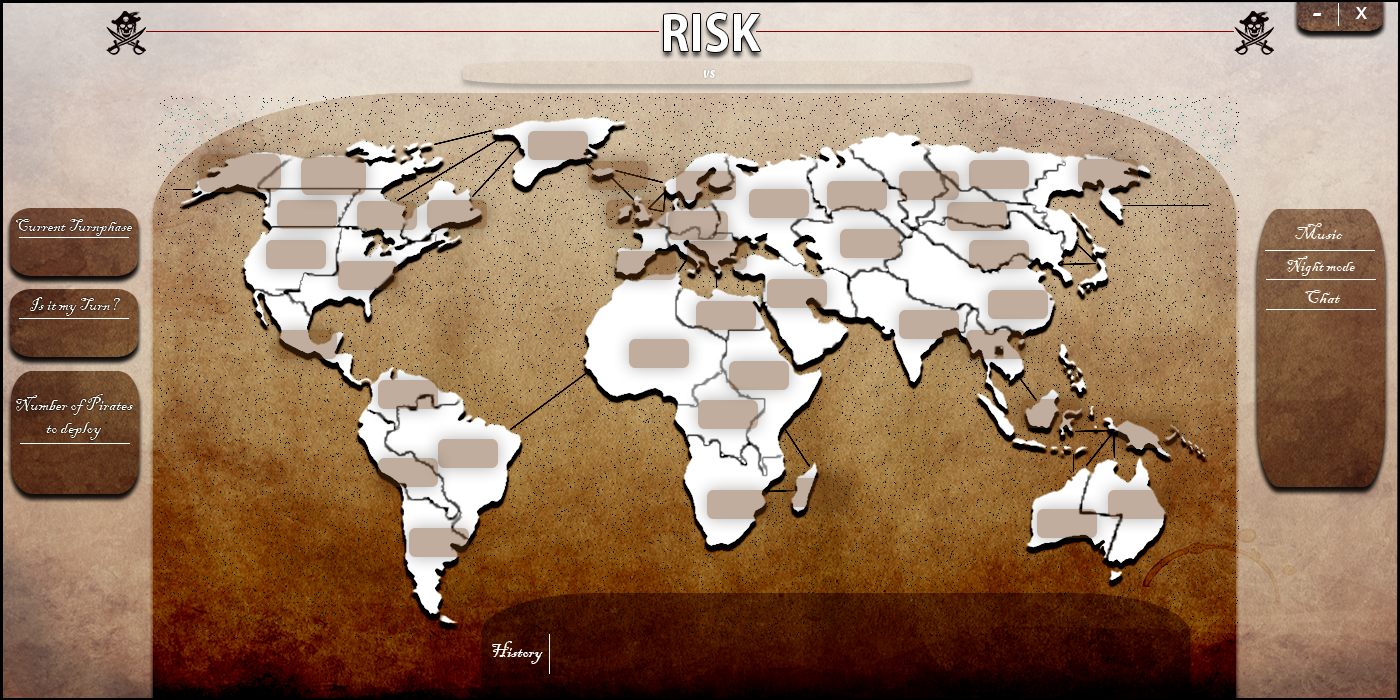 RISK
- | X
vs
Current Turnphase
Is it my Turn?
Number of Pirates
to deploy
Music
Night mode
Chat
History